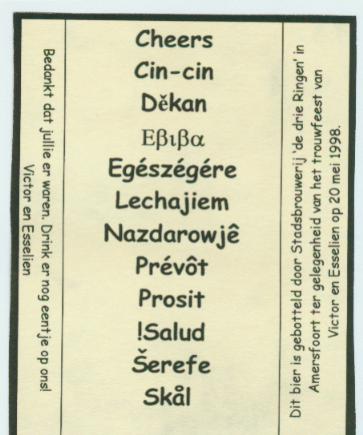 Bedankt dat jullie er waren. Drink er nog eentje op ons!
Victor en Esselien
Cheers
Cin-cin
Děkan
Εβιβα
Egészégére
Lechajiem
Nazdarowjê
Prévôt
Prosit
!Salud
Šerefe
Skål
Dit bier is gebotteld door Stadsbrouwerij 'de drie Ringen' in
Amersfoort ter gelegenheid van het trouwfeest van
Victor en Esselien op 20 mei 1998.